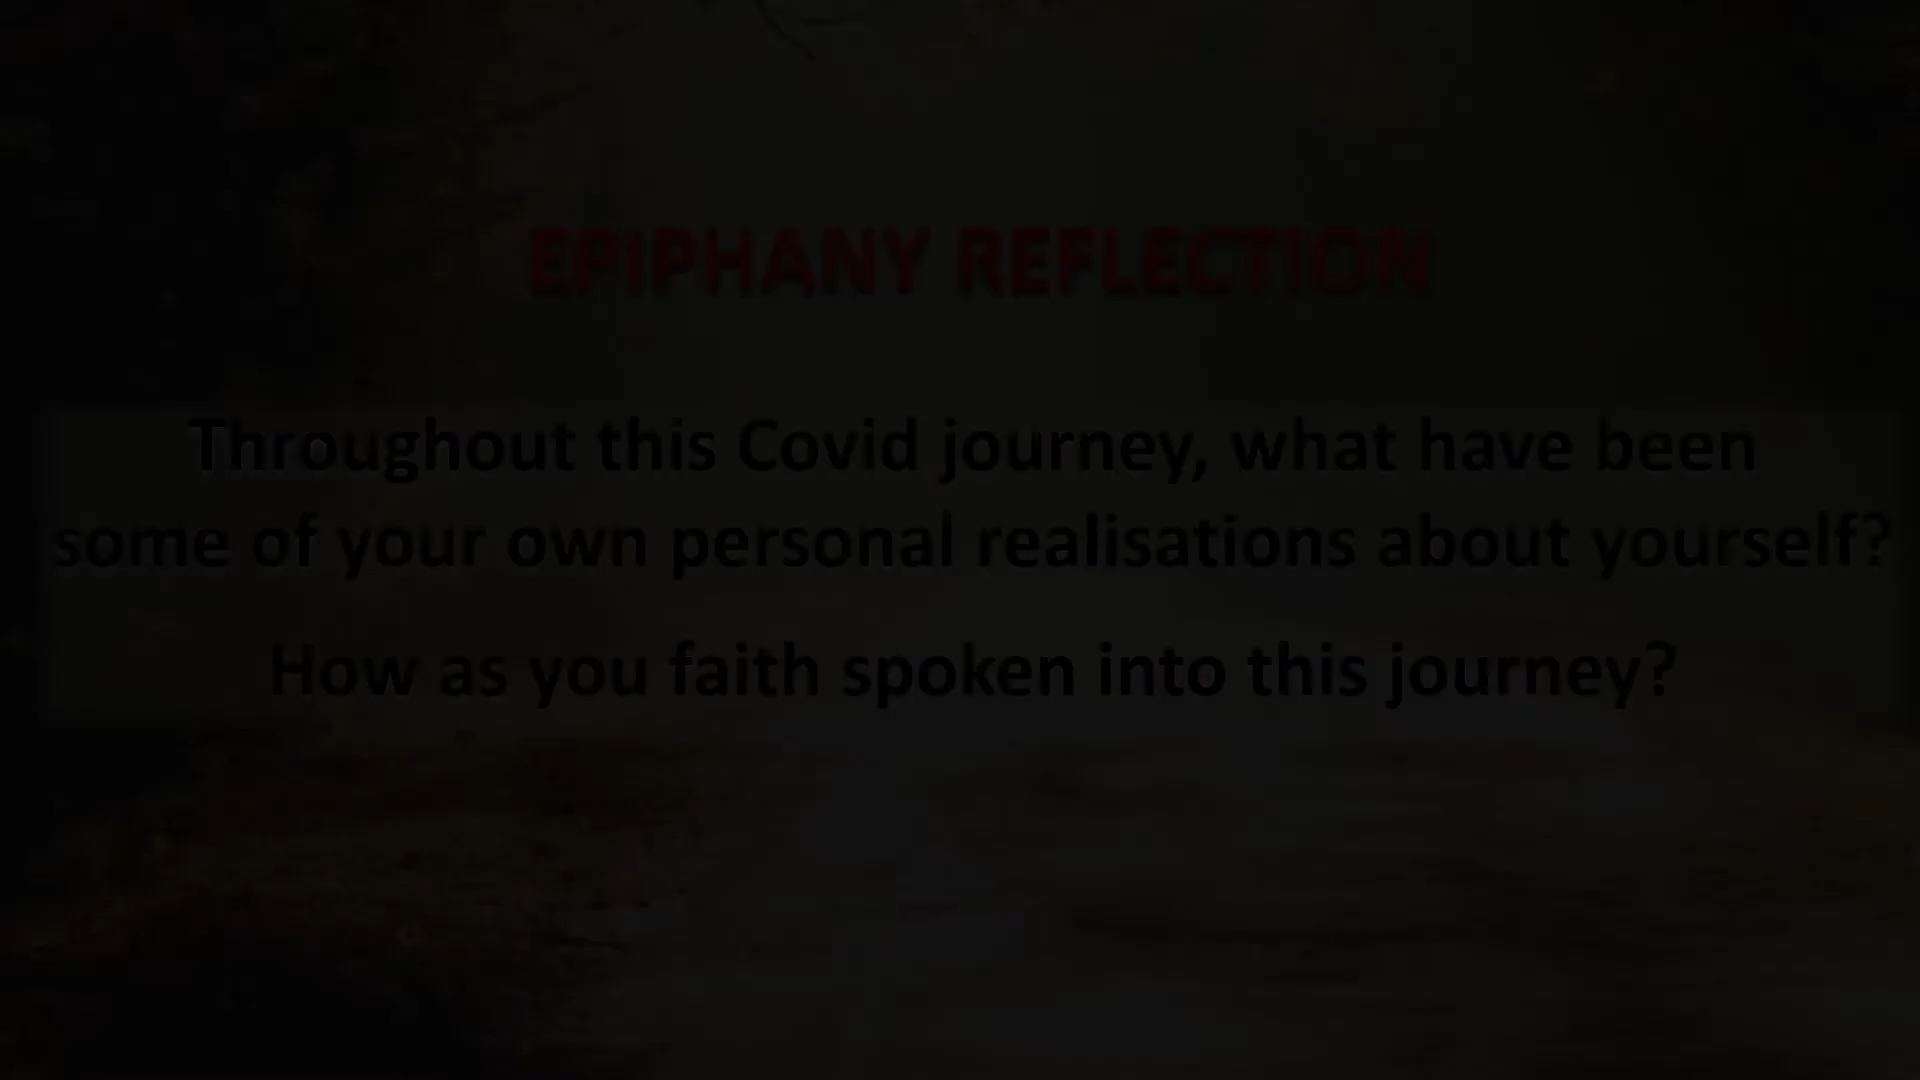 EPIPHANY REFLECTION
Throughout this Covid journey, what have been
some of your own personal realisations about yourself?
How as you faith spoken into this journey?